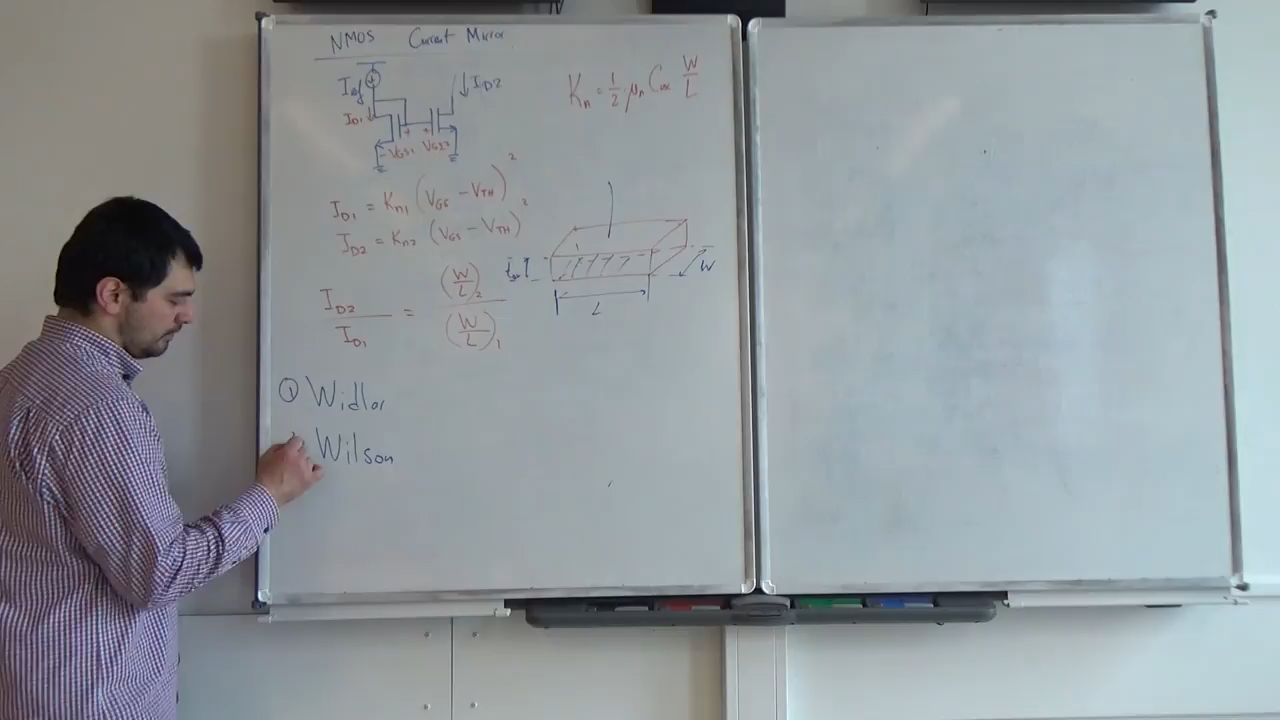 NMOS Current Mirror
Iref
ID1
ID2
+ +
- VGS1 VGS2
Kn = 1/2 μn Cox W/L
ID1 = Kn1 (VGS - VTH)²
ID2 = Kn2 (VGS - VTH)²
ID2/ID1 = (W/L)2 / (W/L)1
tox
W
L
① Widlar
Wilson